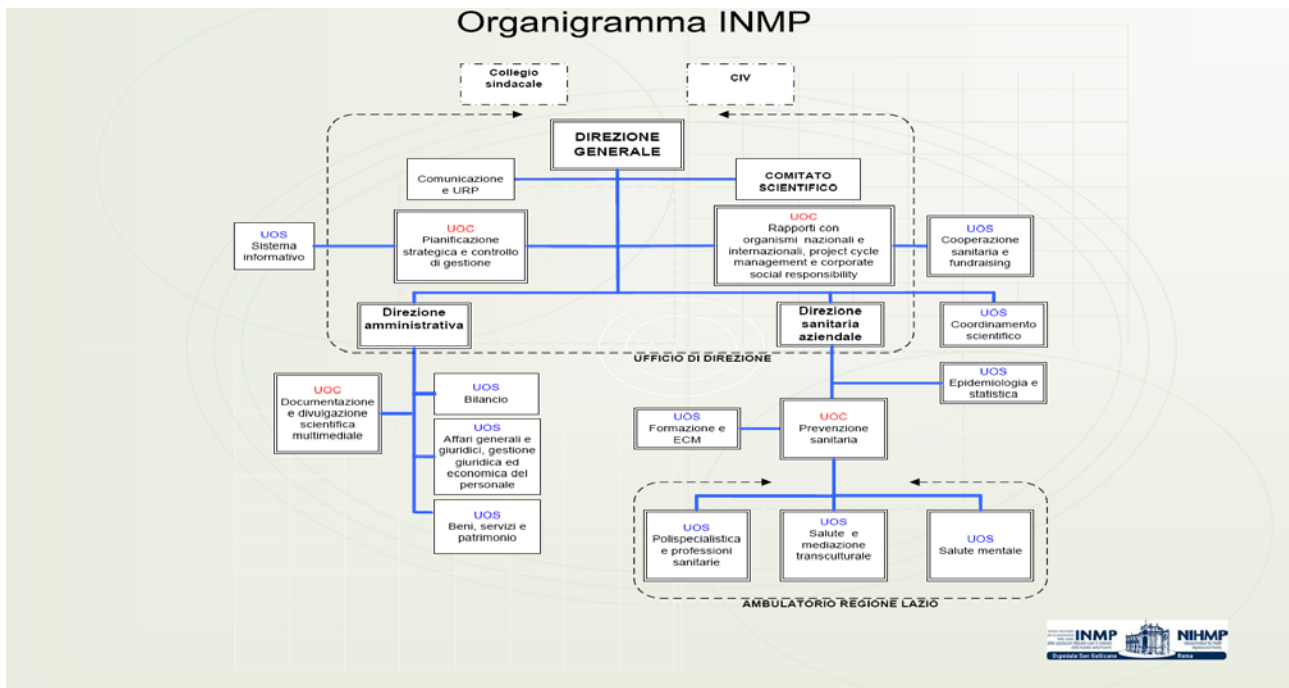 Organigramma INMP
Collegio
sindacale
CIV
DIREZIONE
GENERALE
Comunicazione
e URP
COMITATO
SCIENTIFICO
UOS
Sistema
informativo
UOC
Pianificazione
strategica e controllo
di gestione
UOC
Rapporti con
organismi nazionali e
internazionali, project cycle
management e corporate
social responsibility
UOS
Cooperazione
sanitaria e
fundraising
Direzione
amministrativa
Direzione
sanitaria
aziendale
UOS
Coordinamento
scientifico
UFFICIO DI DIREZIONE
UOC
Documentazione
e divulgazione
scientifica
multimediale
UOS
Bilancio
UOS
Epidemiologia e
statistica
UOS
Formazione e
ECM
UOC
Prevenzione
sanitaria
UOS
Affari generali e
giuridici, gestione
giuridica ed
economica del
personale
UOS
Beni, servizi e
patrimonio
UOS
Polispecialistica
e professioni
sanitarie
UOS
Salute e
mediazione
transculturale
UOS
Salute mentale
AMBULATORIO REGIONE LAZIO
INMP
NIHMP
Ospedale San Gallicano
Roma